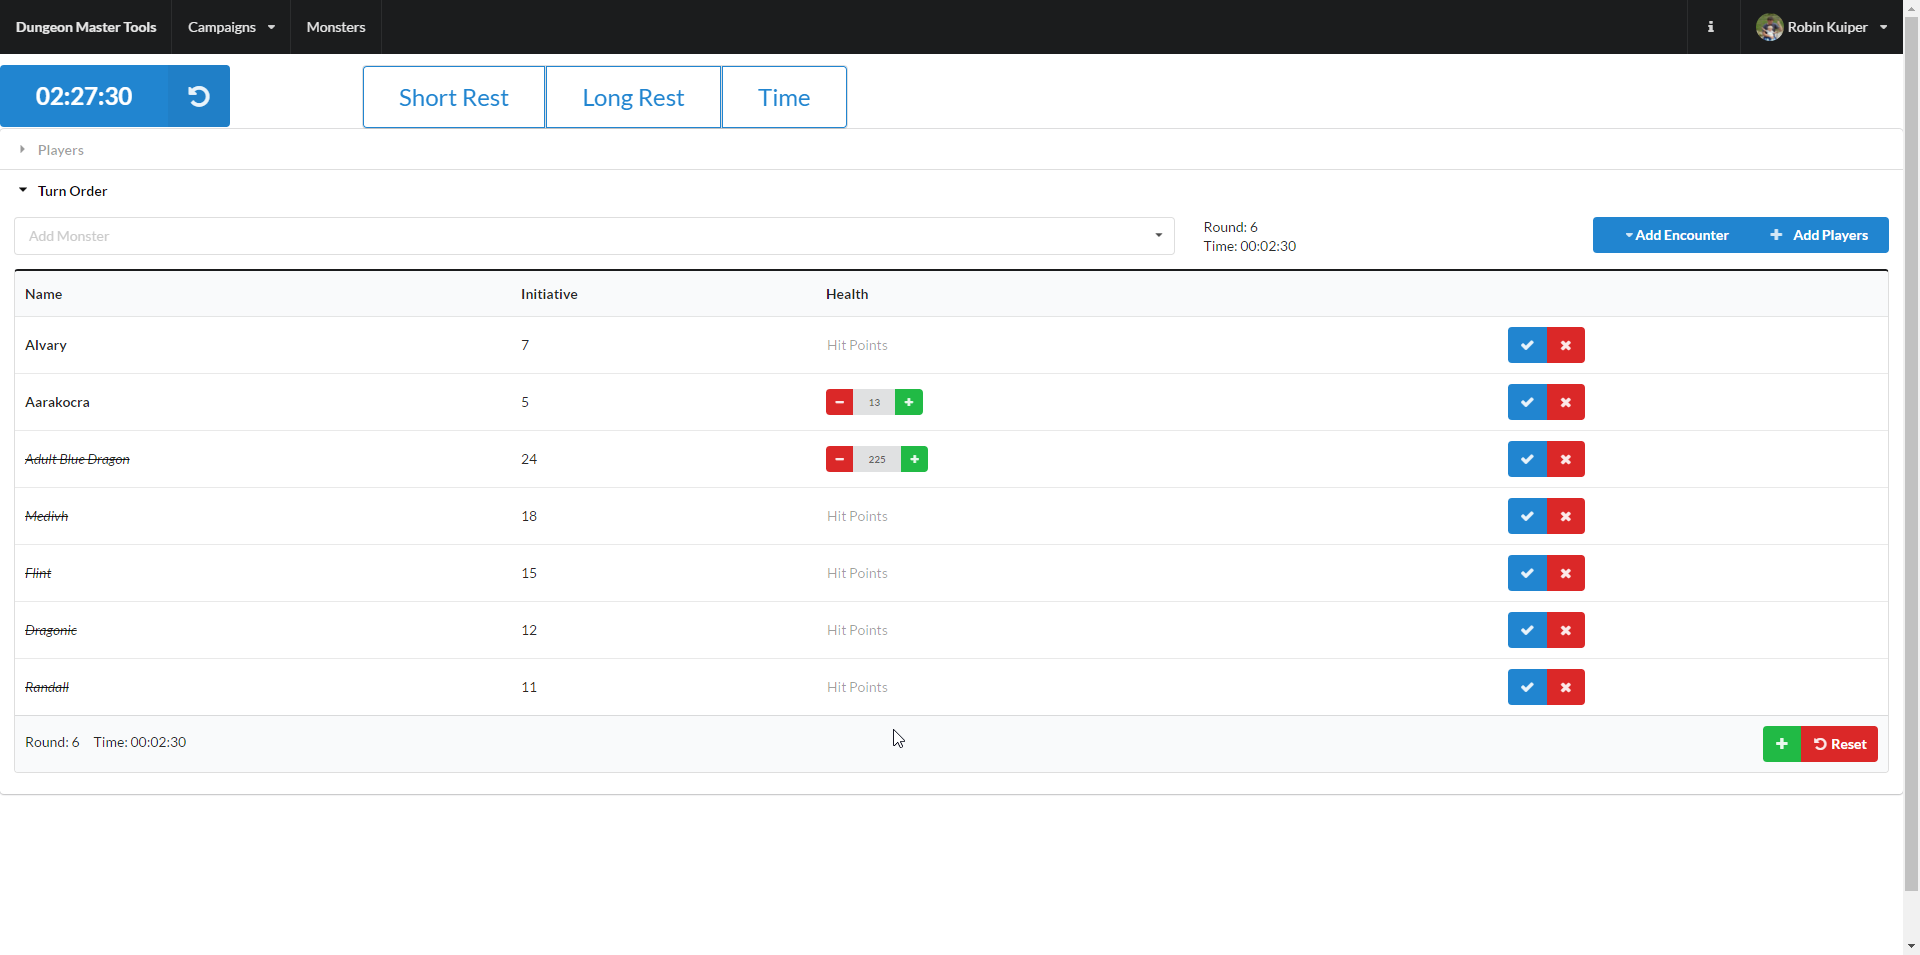 Dungeon Master Tools Campaigns Monsters Robin Kuiper
02:27:30 Short Rest Long Rest Time
Players
Turn Order
Add Monster
Round: 6
Time: 00:02:30
Add Encounter Add Players
Name Initiative Health
Alvary 7 Hit Points
Aarakocra 5 13
Adult Blue Dragon 24 225
Medivh 18 Hit Points
Flint 15 Hit Points
Dragonic 12 Hit Points
Randall 11 Hit Points
Round: 6 Time: 00:02:30 Reset